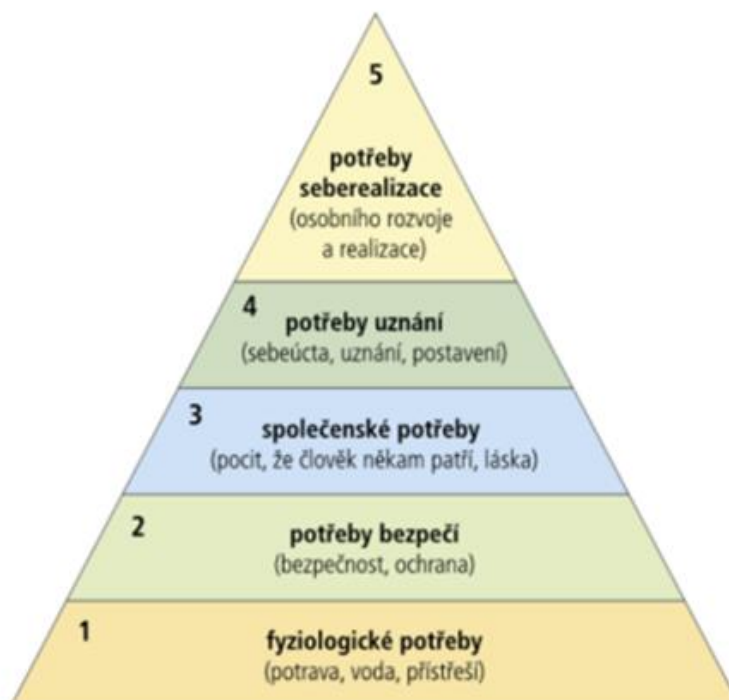 5
potřeby
seberealizace
(osobního rozvoje
a realizace)
4
potřeby uznání
(sebeúcta, uznání, postavení)
3
společenské potřeby
(pocit, že člověk někam patří, láska)
2
potřeby bezpečí
(bezpečnost, ochrana)
1
fyziologické potřeby
(potrava, voda, přístřeší)